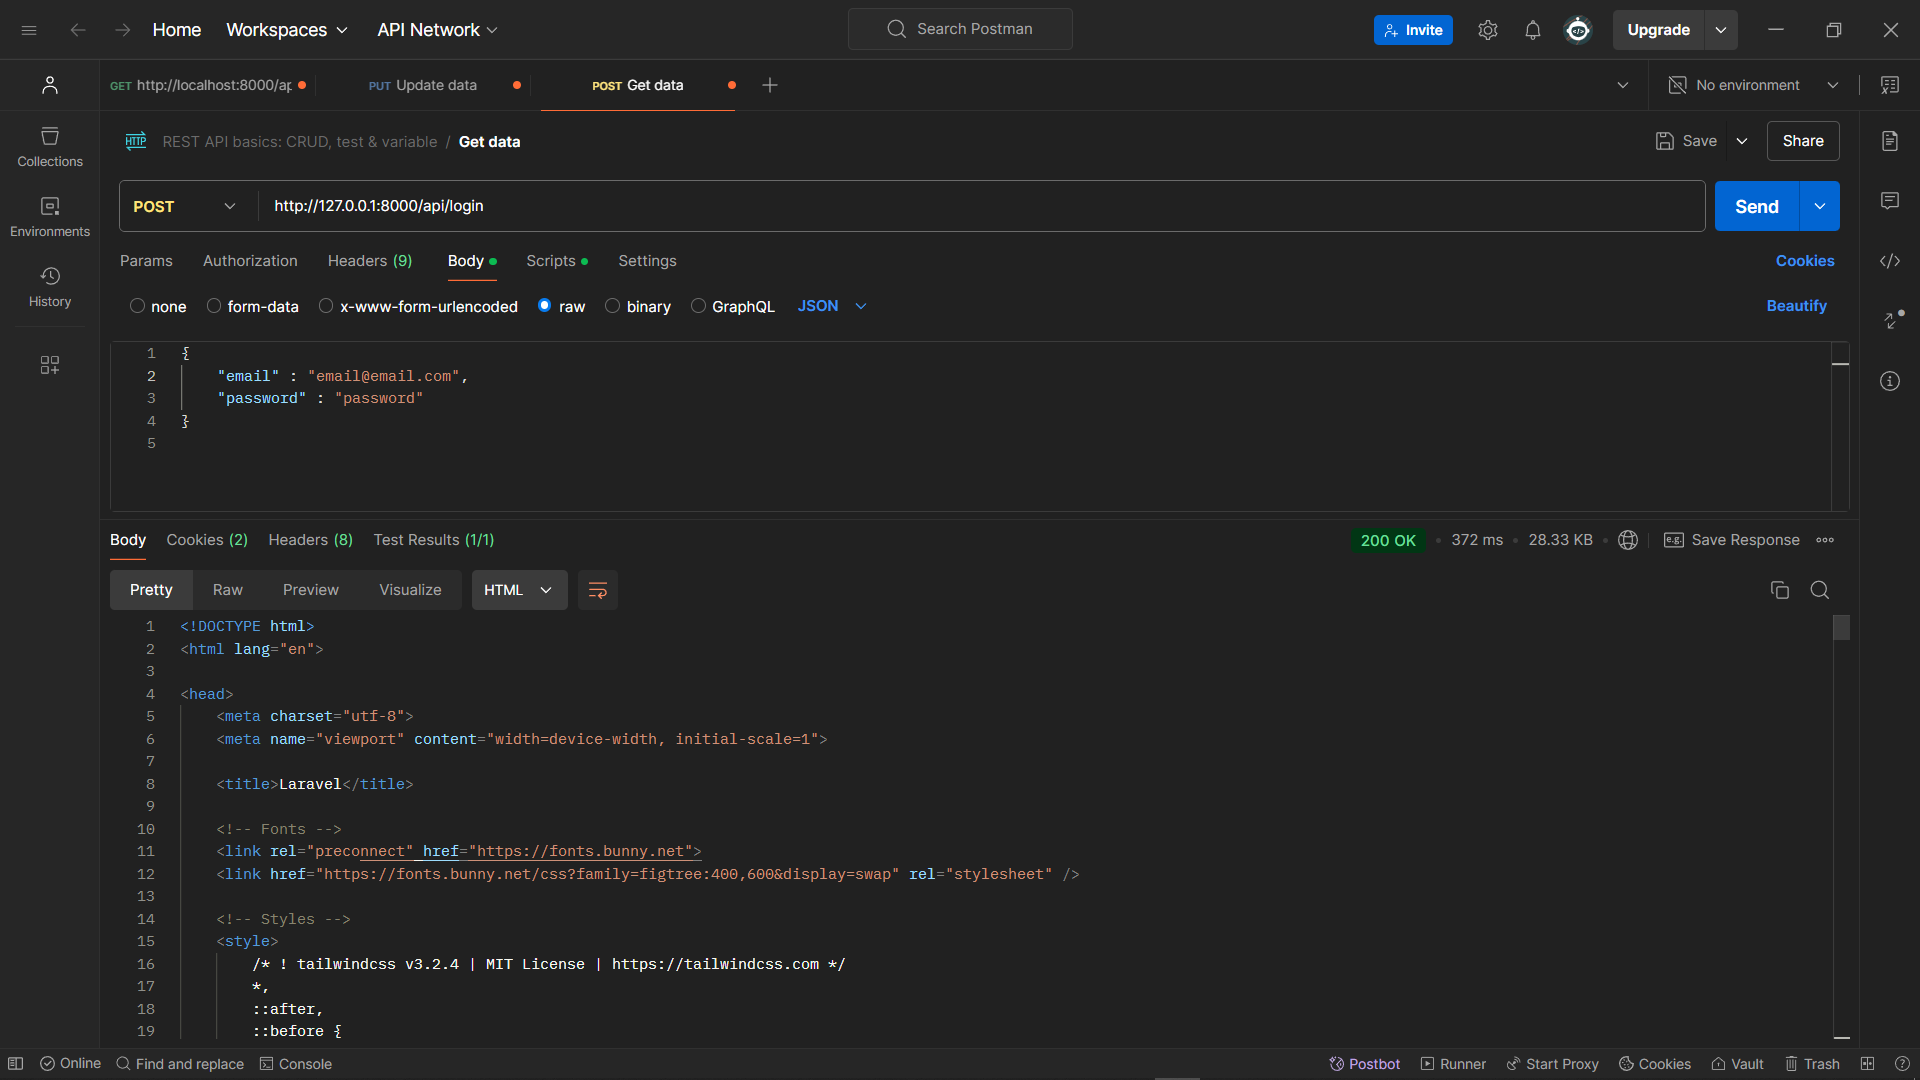 Home Workspaces API Network Search Postman Invite Upgrade
GET http://localhost:8000/ap PUT Update data POST Get data No environment
Collections
Environments
History
HTTP REST API basics: CRUD, test & variable / Get data Save Share
POST http://127.0.0.1:8000/api/login Send
Params Authorization Headers (9) Body Scripts Settings Cookies
none form-data x-www-form-urlencoded raw binary GraphQL JSON Beautify
1 {
2 "email" : "email@email.com",
3 "password" : "password"
4 }
5
Body Cookies (2) Headers (8) Test Results (1/1) 200 OK 372 ms 28.33 KB e.g. Save Response
Pretty Raw Preview Visualize HTML
1 <!DOCTYPE html>
2 <html lang="en">
3
4 <head>
5 <meta charset="utf-8">
6 <meta name="viewport" content="width=device-width, initial-scale=1">
7
8 <title>Laravel</title>
9
10 <!-- Fonts -->
11 <link rel="preconnect" href="https://fonts.bunny.net">
12 <link href="https://fonts.bunny.net/css?family=figtree:400,600&display=swap" rel="stylesheet" />
13
14 <!-- Styles -->
15 <style>
16 /* ! tailwindcss v3.2.4 | MIT License | https://tailwindcss.com */
17 *,
18 ::after,
19 ::before {
Online Find and replace Console Postbot Runner Start Proxy Cookies Vault Trash